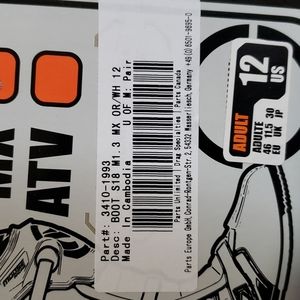 Part#: 3410-1993
Desc: BOOT S18 M1.3 MX OR/WH 12
Made In Cambodia U OF M: Pair
Parts Unlimited | Drag Specialties | Parts Canada
Parts Europe GmbH, Conrad-Röntgen-Str. 2, 54332 Wasserliesch, Germany +49 (0) 6501-9695-0
MX
ATV
ADULT
12
US
ADULTE
46 11.5 30
EU UK JP